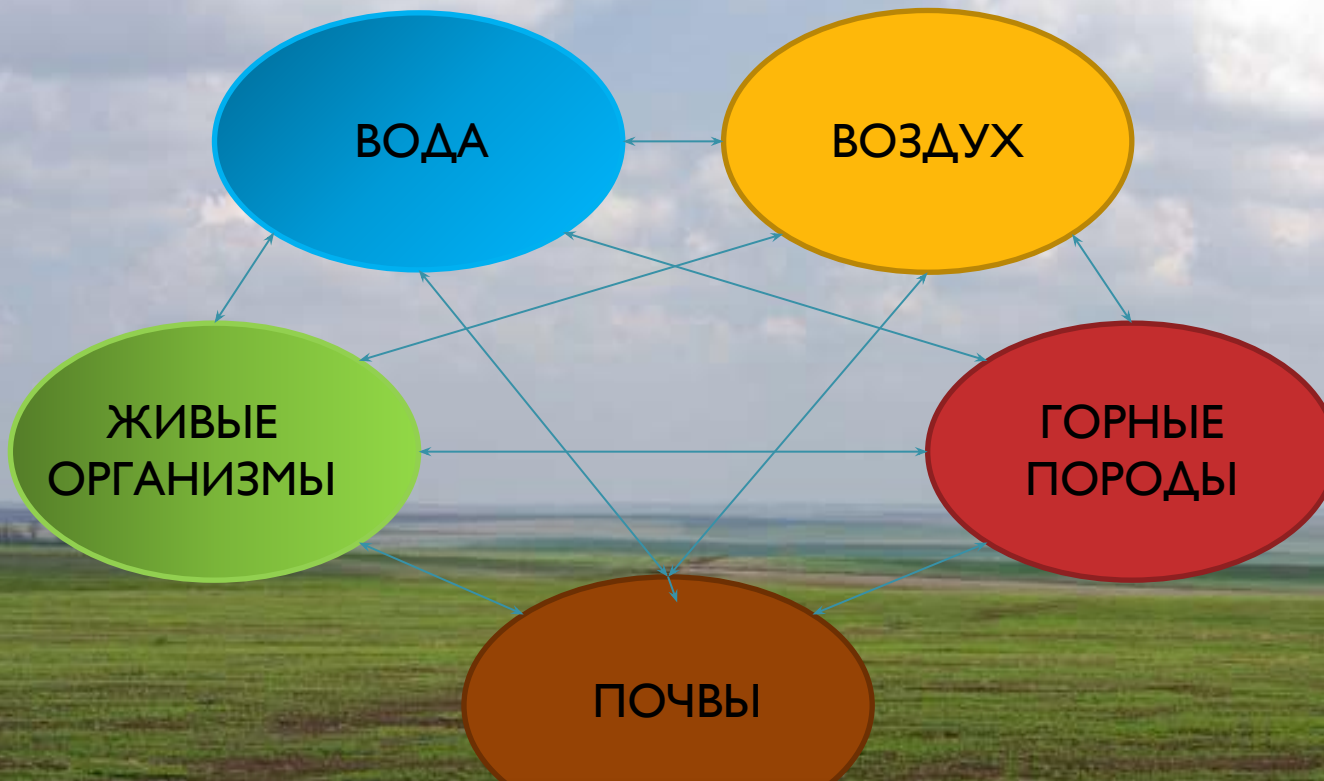 ВОДА
ВОЗДУХ
ЖИВЫЕ
ОРГАНИЗМЫ
ГОРНЫЕ
ПОРОДЫ
ПОЧВЫ